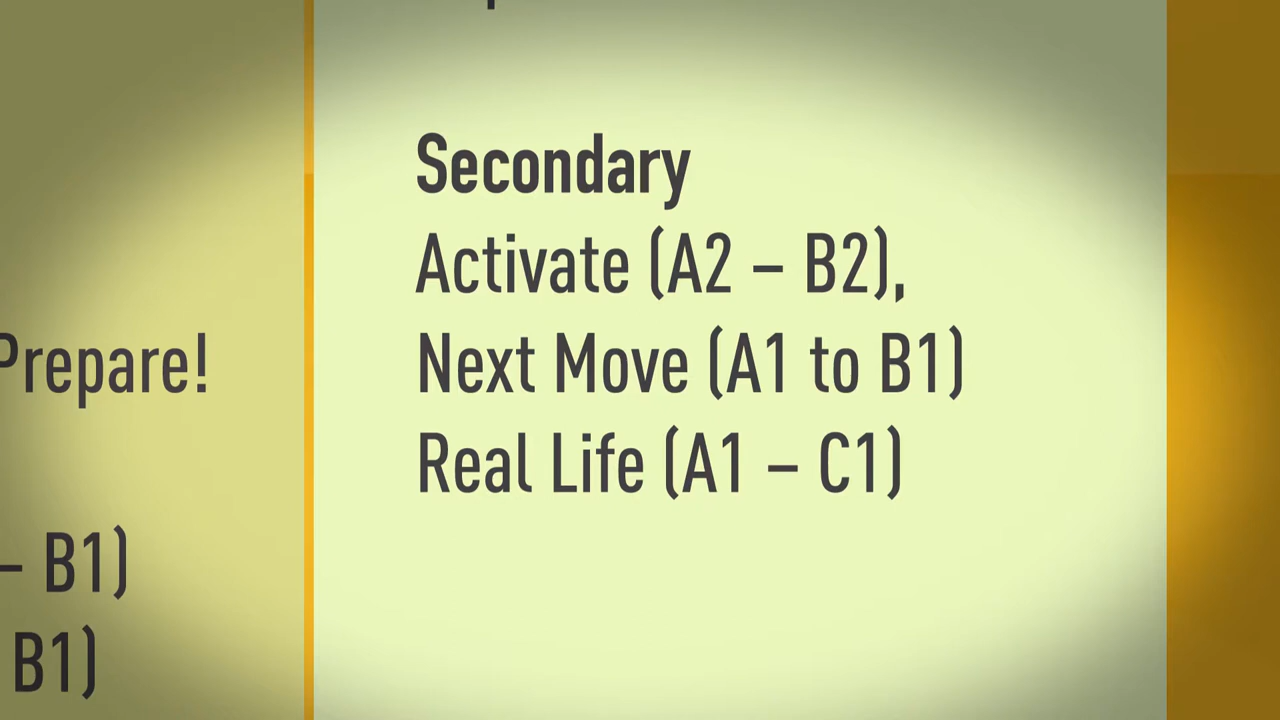 Prepare!
– B1)
B1)
Secondary
Activate (A2 – B2),
Next Move (A1 to B1)
Real Life (A1 – C1)